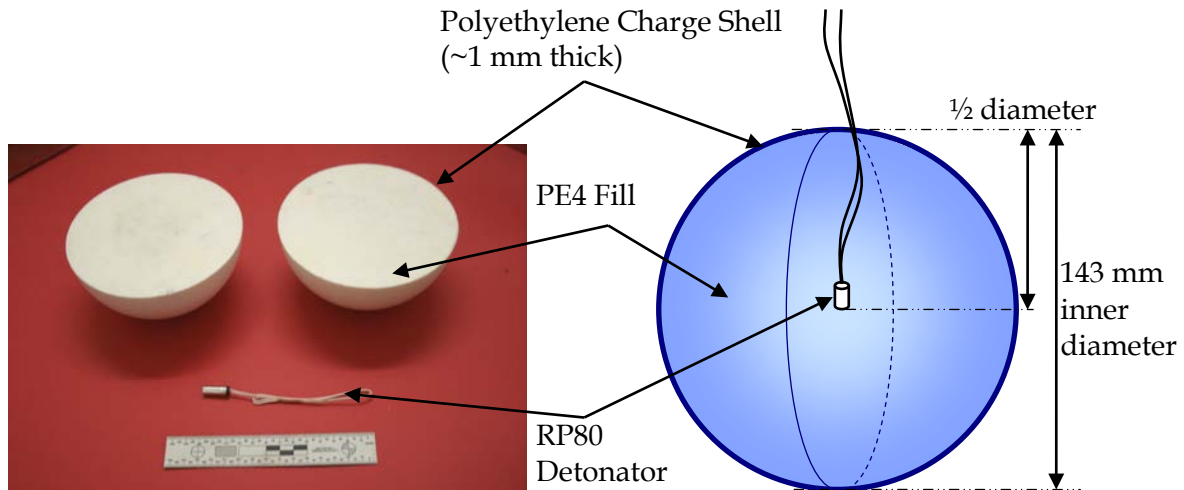 Polyethylene Charge Shell
(~1 mm thick)
½ diameter
PE4 Fill
143 mm
inner
diameter
RP80
Detonator